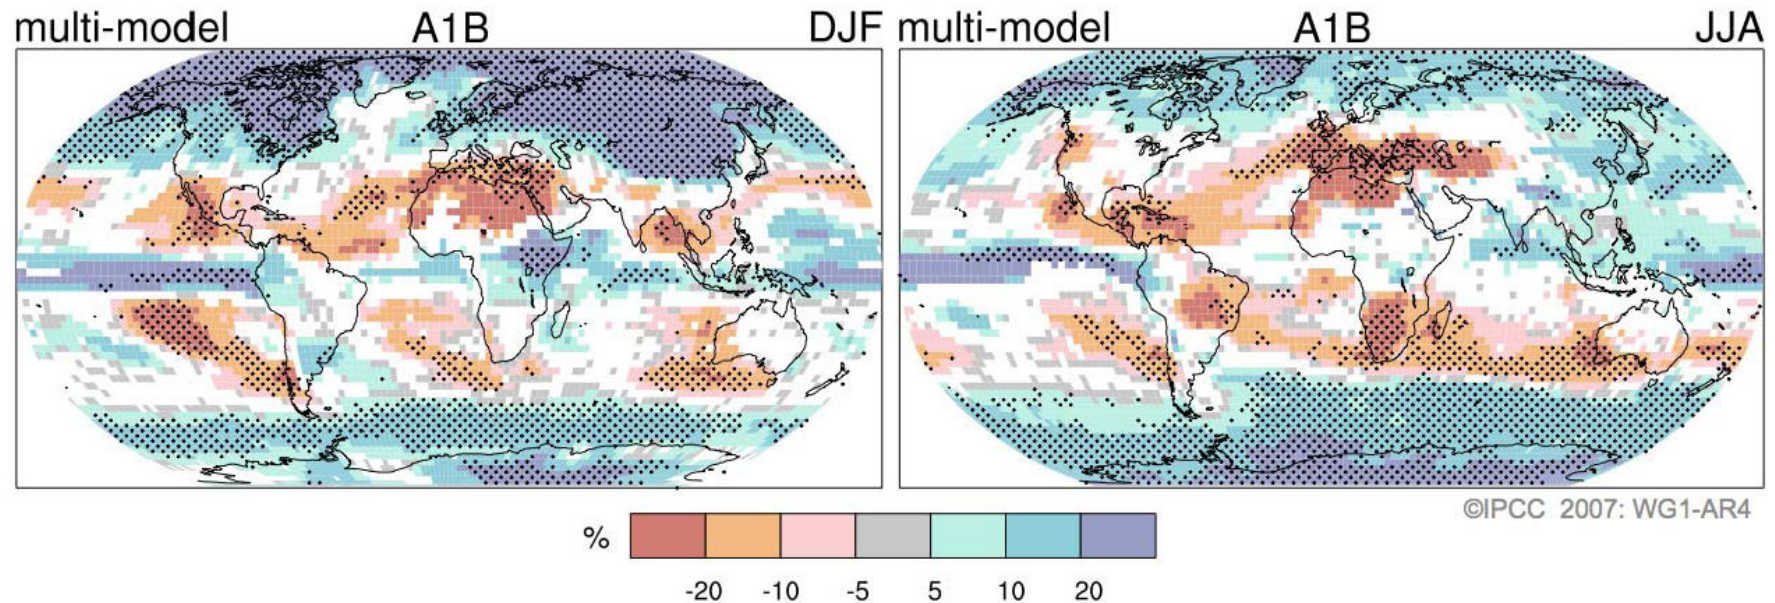 multi-model A1B DJF
multi-model A1B JJA
©IPCC 2007: WG1-AR4
%
-20 -10 -5 5 10 20